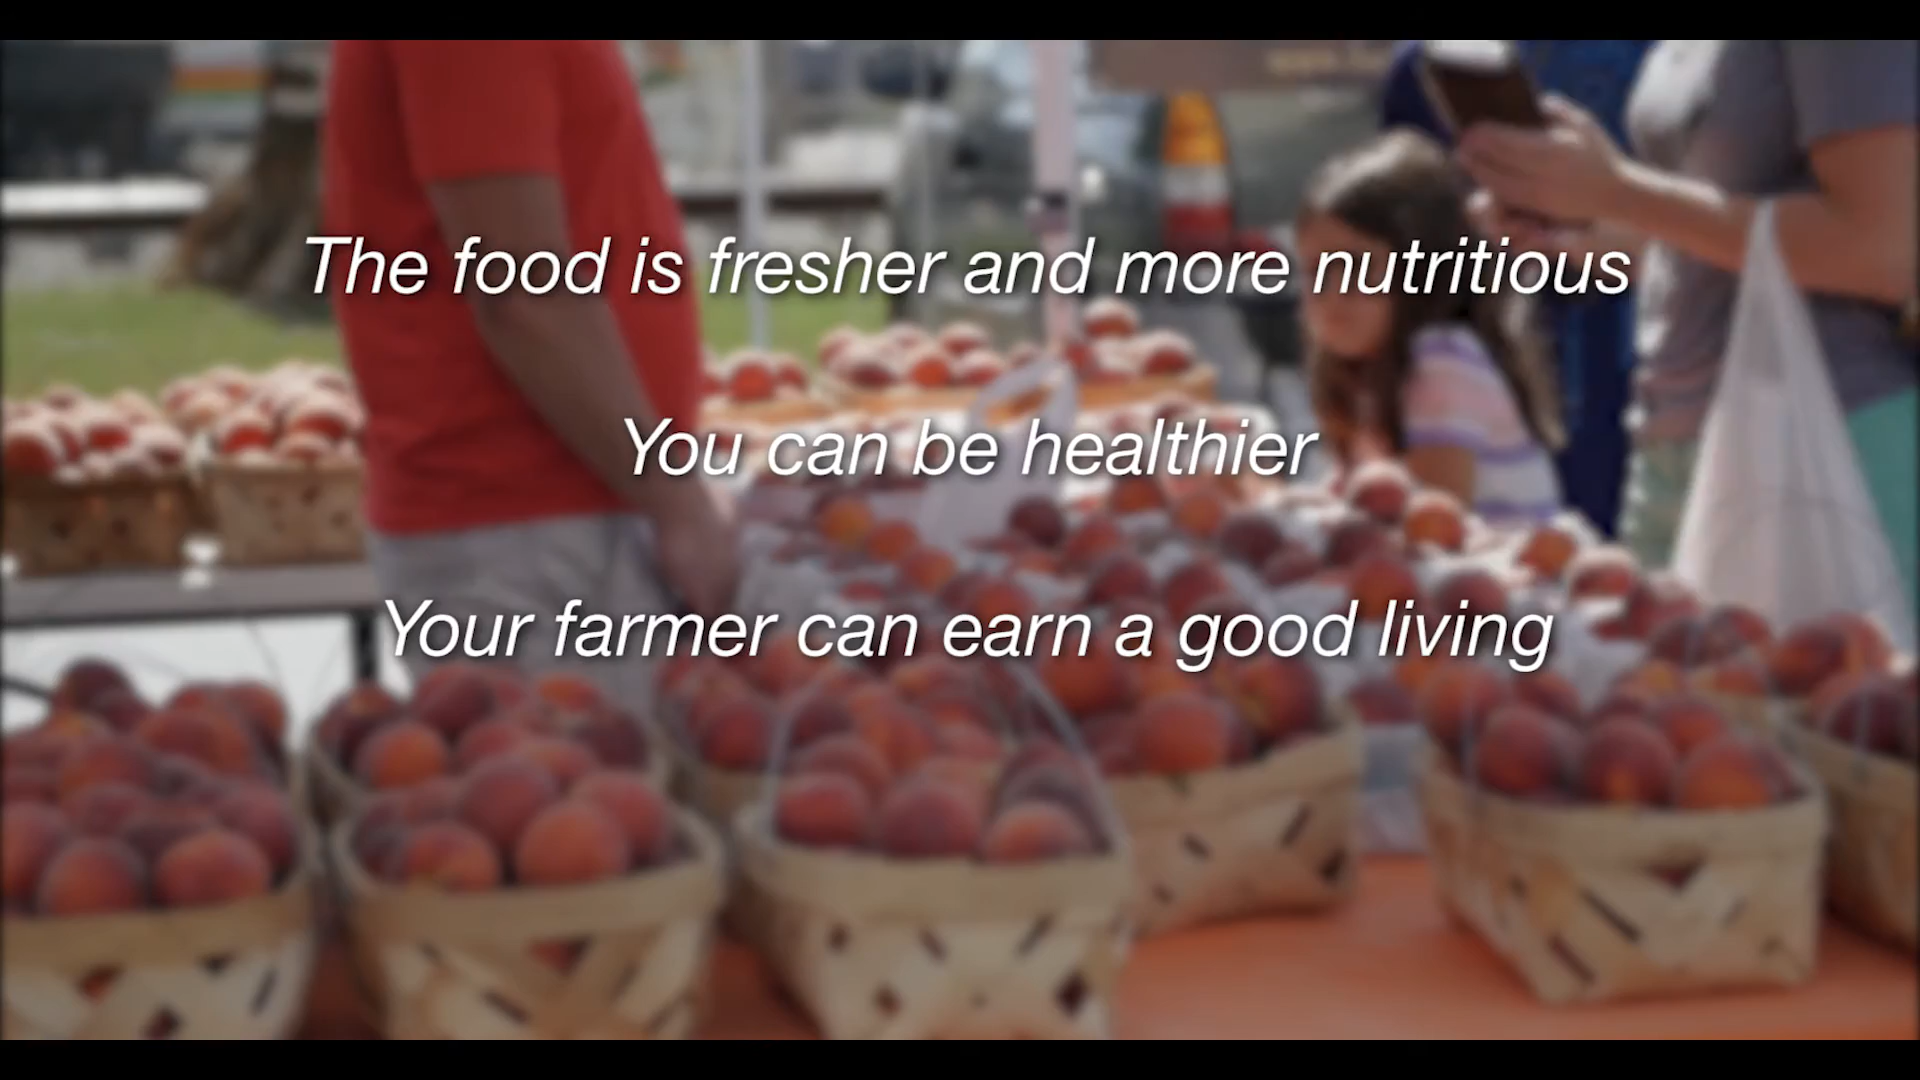 The food is fresher and more nutritious
You can be healthier
Your farmer can earn a good living